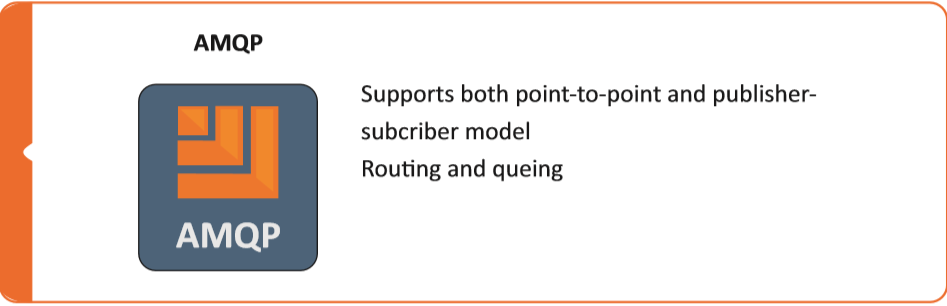 AMQP
Supports both point-to-point and publisher-
subcriber model
Routing and queing
AMQP